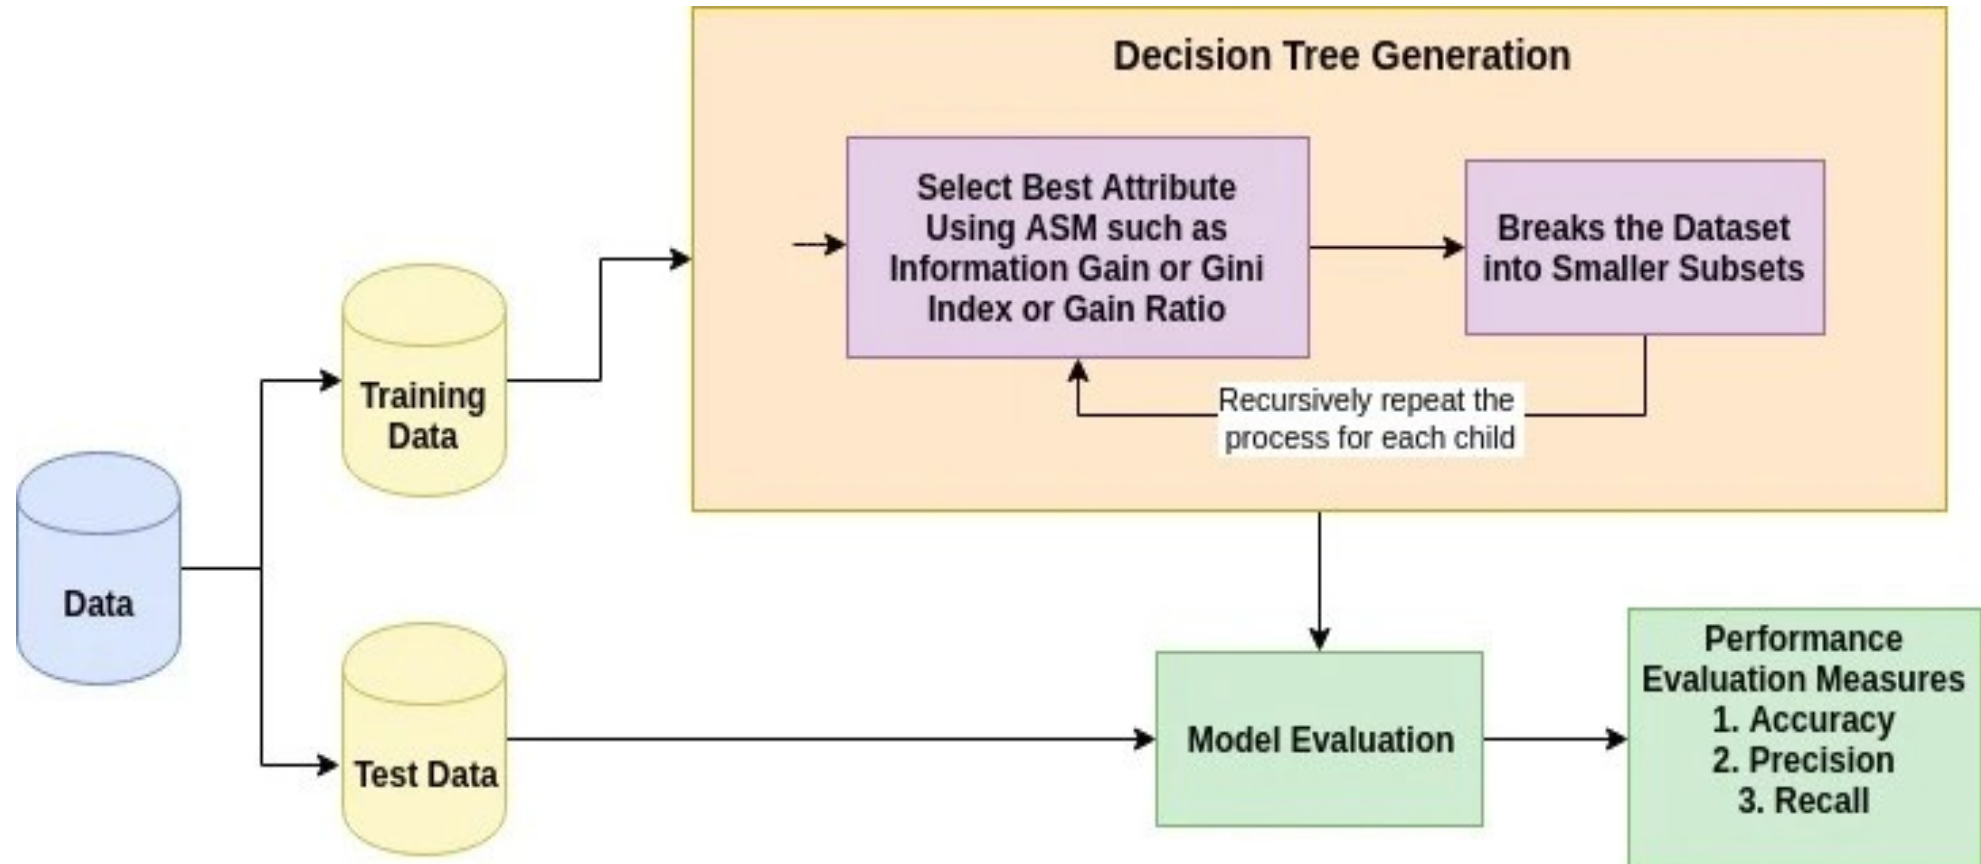 Decision Tree Generation
Select Best Attribute
Using ASM such as
Information Gain or Gini
Index or Gain Ratio
Breaks the Dataset
into Smaller Subsets
Recursively repeat the
process for each child
Training
Data
Data
Test Data
Model Evaluation
Performance
Evaluation Measures
1. Accuracy
2. Precision
3. Recall